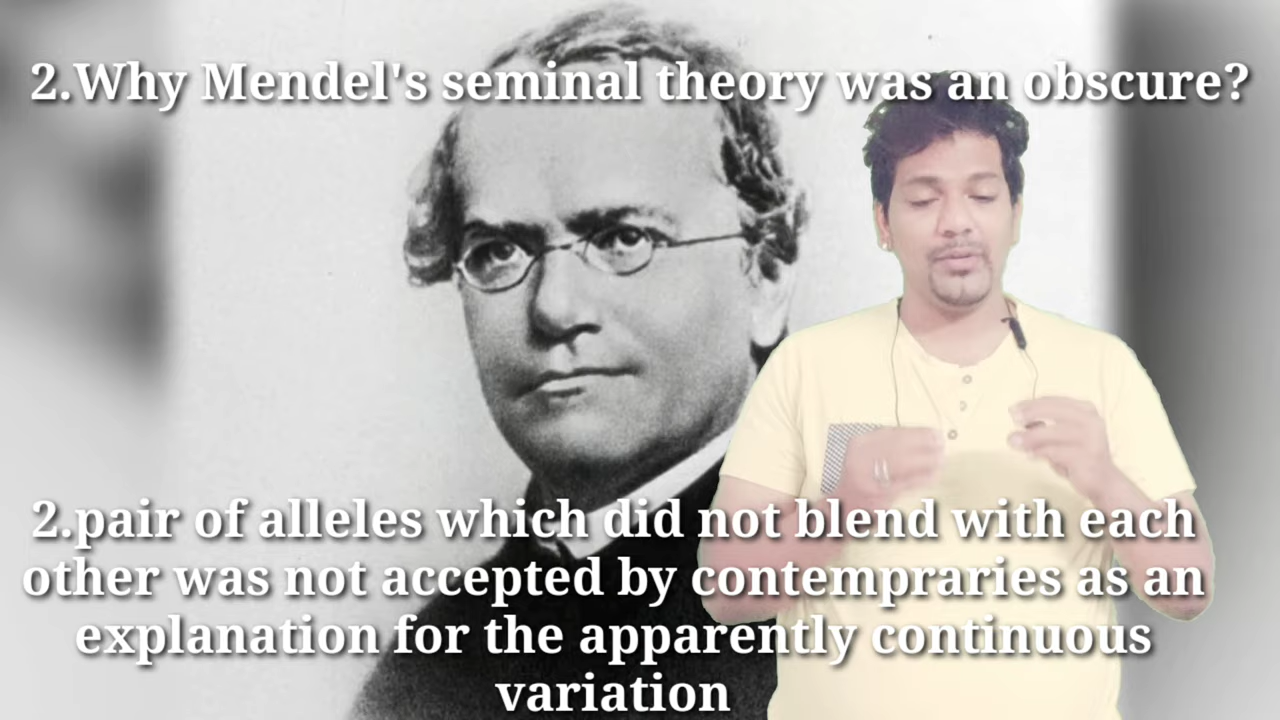 2.Why Mendel's seminal theory was an obscure?
2.pair of alleles which did not blend with each
other was not accepted by contempraries as an
explanation for the apparently continuous
variation